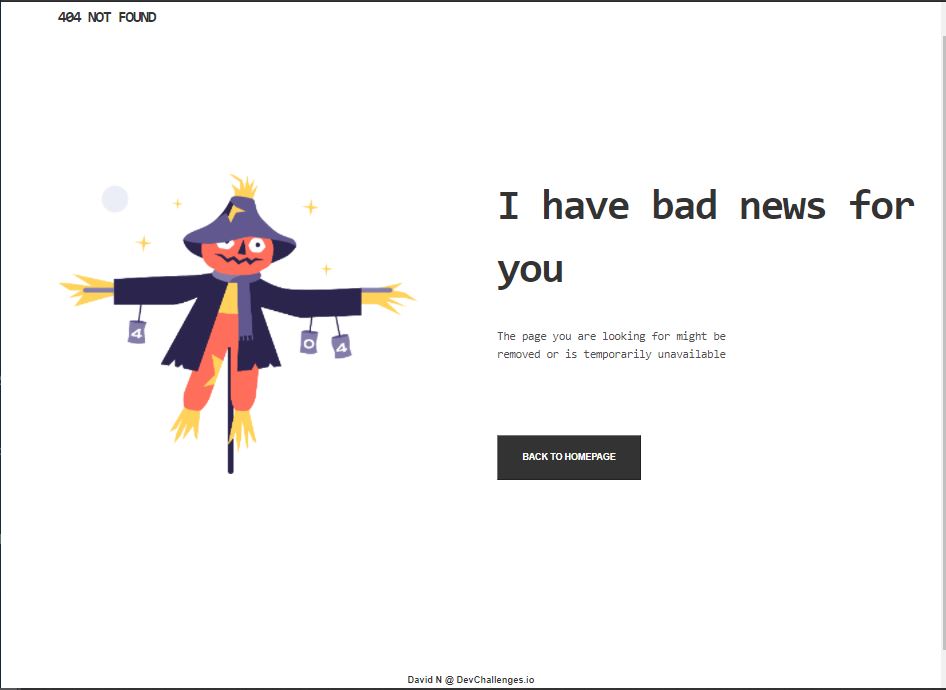 404 NOT FOUND
I have bad news for
you
The page you are looking for might be
removed or is temporarily unavailable
BACK TO HOMEPAGE
4
0
4
David N @ DevChallenges.io